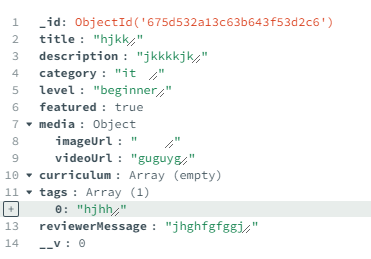 1 _id: ObjectId('675d532a13c63b643f53d2c6')
2 title : "hjkk"
3 description : "jkkkkjk"
4 category : "it "
5 level : "beginner"
6 featured : true
7 media : Object
8 imageUrl : " "
9 videoUrl : "guguyg"
10 curriculum : Array (empty)
11 tags : Array (1)
+ 0: "hjhh"
13 reviewerMessage : "jhghfgfggj"
14 __v : 0